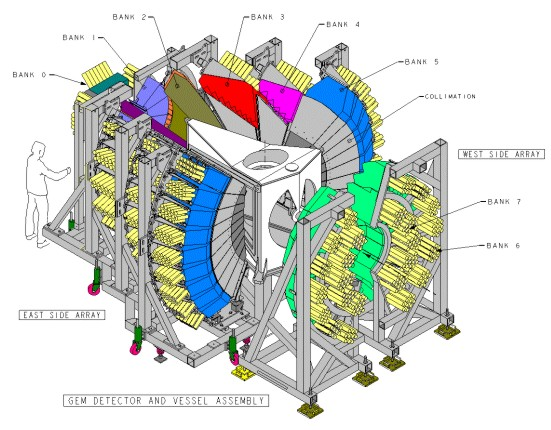 BANK 2
BANK 3
BANK 4
BANK 1
BANK 5
BANK 0
COLLIMATION
WEST SIDE ARRAY
BANK 7
BANK 6
EAST SIDE ARRAY
GEM DETECTOR AND VESSEL ASSEMBLY